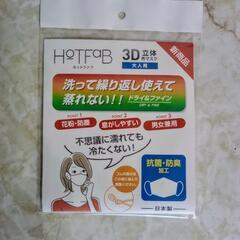 HOTFAB
ホットファブ
3D立体
布マスク
大人用
新商品
洗って繰り返し使えて
蒸れない!!ドライ&ファイン
DRY & FINE
POINT 1
花粉・防塵
POINT 2
息がしやすい
POINT 3
男女兼用
不思議に濡れても
冷たくない!
抗菌・防臭
加工
日本製